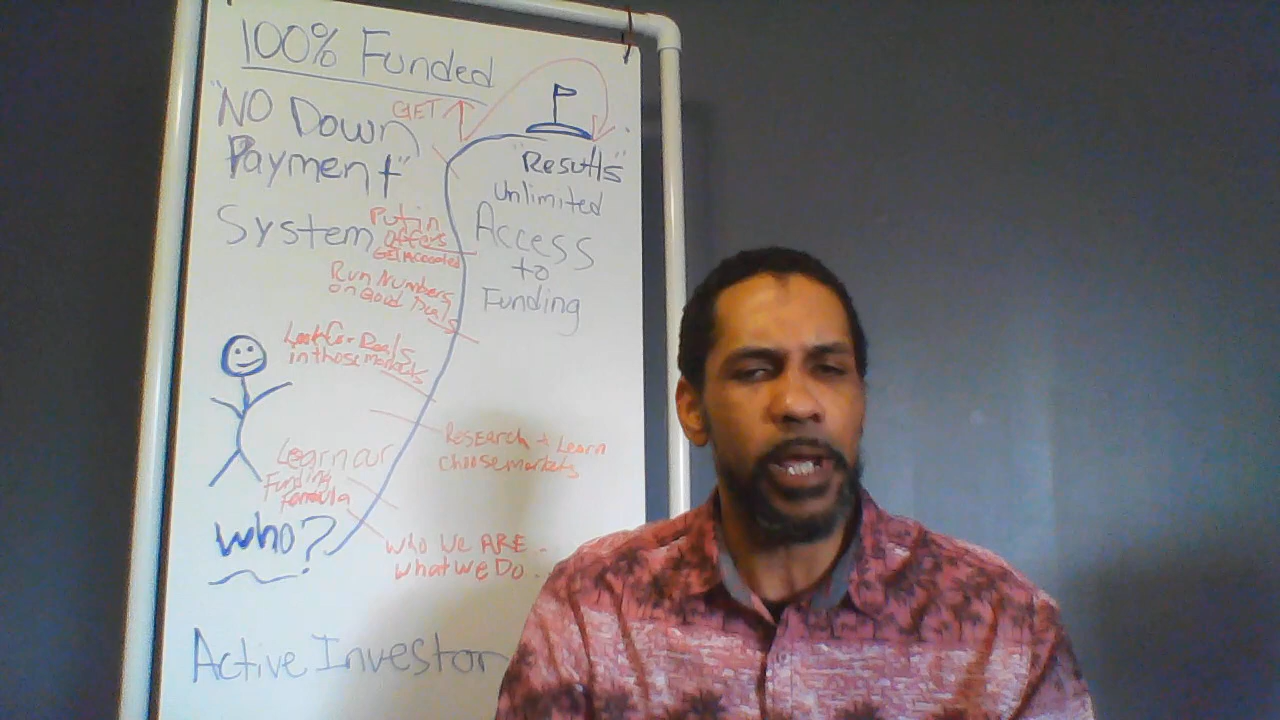 100% Funded
"NO Down
Payment"
System
GET
"Results"
Unlimited
Access
to
Funding
Put in
offers
GET Accepted
Run Numbers
on Good Deals
Look for Deals
in those markets
Research + Learn
choose markets
Learn our
Funding
formula
who?
who we ARE
what we Do
Active Investor